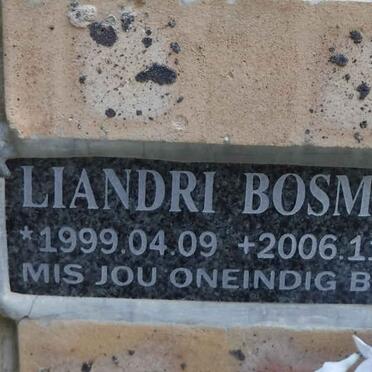 LIANDRI BOSM
*1999.04.09 +2006.1
MIS JOU ONEINDIG B